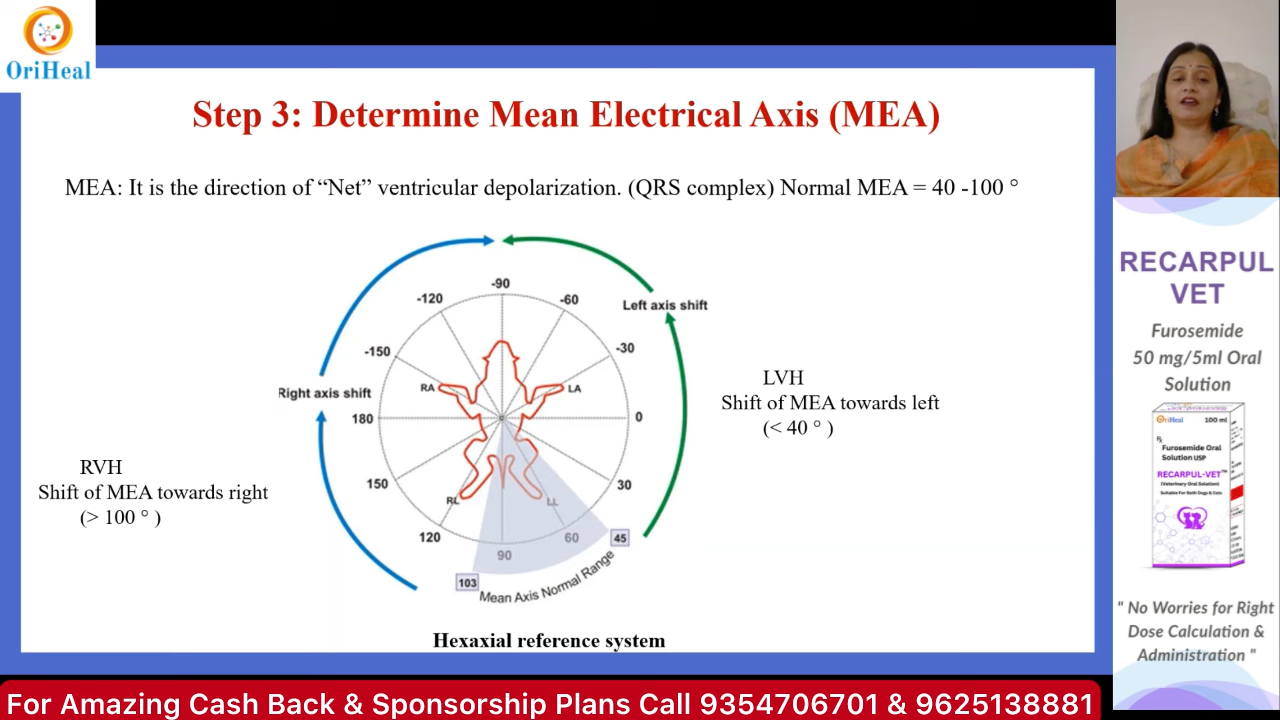 OriHeal
Step 3: Determine Mean Electrical Axis (MEA)
MEA: It is the direction of “Net” ventricular depolarization. (QRS complex) Normal MEA = 40 -100 °
-90
-120
-60
Left axis shift
-150
-30
Right axis shift
RA
LA
180
0
LVH
Shift of MEA towards left
(< 40 ° )
RVH
Shift of MEA towards right
(> 100 ° )
150
30
RL
LL
120
60
45
90
103
Mean Axis Normal Range
Hexaxial reference system
RECARPUL
VET
Furosemide
50 mg/5ml Oral
Solution
OriHeal
100 ml
Furosemide Oral
Solution USP
RECARPUL-VET™
(Veterinary Oral Solution)
Suitable For Both Dogs & Cats
" No Worries for Right
Dose Calculation &
Administration "
For Amazing Cash Back & Sponsorship Plans Call 9354706701 & 9625138881